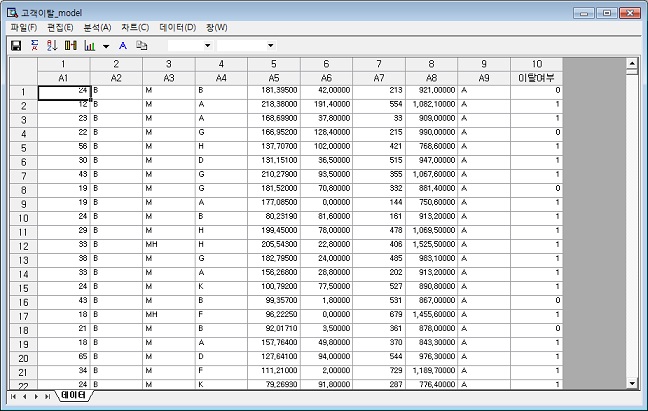 고객이탈_model
파일(F) 편집(E) 분석(A) 차트(C) 데이터(D) 창(W)
1 2 3 4 5 6 7 8 9 10
A1 A2 A3 A4 A5 A6 A7 A8 A9 이탈여부
1 24 B M B 181,39500 42,00000 213 921,00000 A 0
2 12 B M A 218,38000 191,40000 554 1,082,10000 A 1
3 23 B M A 168,69900 37,80000 33 909,00000 A 1
4 22 B M G 166,95200 128,40000 215 990,00000 A 0
5 56 B M H 137,70700 102,00000 421 768,60000 A 1
6 30 B M D 131,15100 36,50000 515 947,00000 A 1
7 43 B M G 210,27900 93,50000 355 1,067,60000 A 1
8 19 B M G 181,52000 70,80000 332 881,40000 A 0
9 19 B M A 177,08500 0,00000 144 750,60000 A 1
10 24 B M B 80,23190 81,60000 161 913,20000 A 1
11 29 B M H 199,45000 78,00000 478 1,069,50000 A 1
12 33 B MH H 205,54300 22,80000 406 1,525,50000 A 1
13 38 B M G 182,79500 24,00000 485 983,10000 A 1
14 33 B M A 156,26800 28,80000 202 913,20000 A 1
15 24 B M K 100,79200 77,50000 527 890,80000 A 1
16 43 B M B 99,35700 1,80000 531 867,00000 A 0
17 18 B MH F 96,22250 0,00000 679 1,455,60000 A 1
18 21 B M B 92,01710 3,50000 361 878,00000 A 0
19 18 B M A 157,76400 49,80000 370 843,30000 A 1
20 65 B M D 127,64100 94,00000 544 976,30000 A 1
21 34 B M F 111,21000 2,00000 729 1,189,70000 A 1
22 24 B M K 79,26930 91,80000 287 776,40000 A 1
데이터